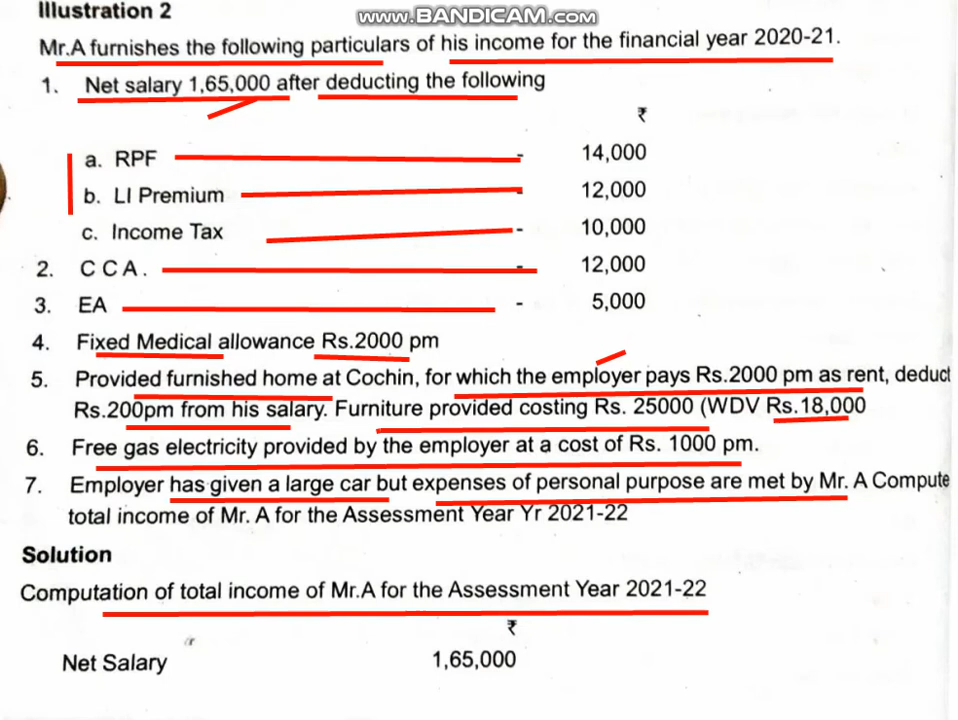 www.BANDICAM.com
Illustration 2
Mr.A furnishes the following particulars of his income for the financial year 2020-21.
1. Net salary 1,65,000 after deducting the following
₹
a. RPF - 14,000
b. LI Premium - 12,000
c. Income Tax - 10,000
2. C C A . - 12,000
3. EA - 5,000
4. Fixed Medical allowance Rs.2000 pm
5. Provided furnished home at Cochin, for which the employer pays Rs.2000 pm as rent, deduct
Rs.200pm from his salary. Furniture provided costing Rs. 25000 (WDV Rs.18,000
6. Free gas electricity provided by the employer at a cost of Rs. 1000 pm.
7. Employer has given a large car but expenses of personal purpose are met by Mr. A Compute
total income of Mr. A for the Assessment Year Yr 2021-22
Solution
Computation of total income of Mr.A for the Assessment Year 2021-22
₹
Net Salary 1,65,000